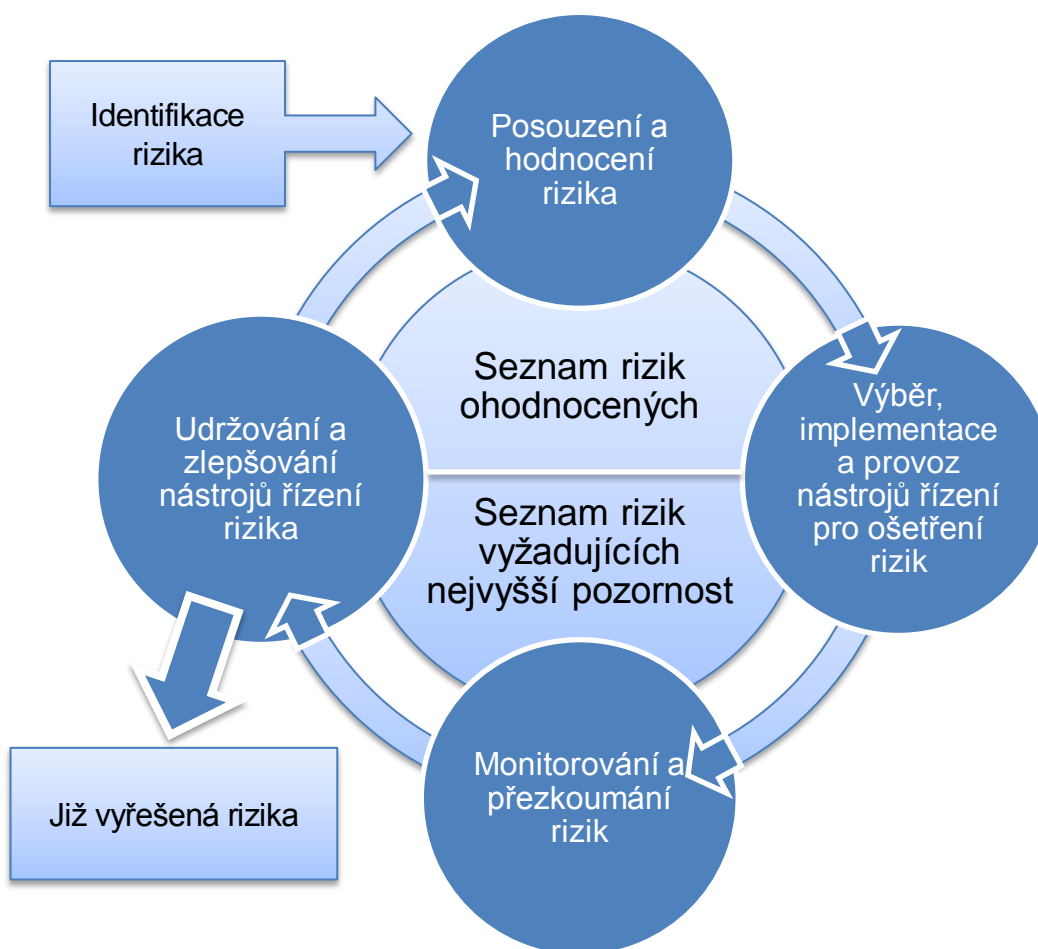 Identifikace
rizika
Posouzení a
hodnocení
rizika
Seznam rizik
ohodnocených
Výběr,
implementace
a provoz
nástrojů řízení
pro ošetření
rizik
Udržování a
zlepšování
nástrojů řízení
rizika
Seznam rizik
vyžadujících
nejvyšší pozornost
Monitorování a
přezkoumání
rizik
Již vyřešená rizika